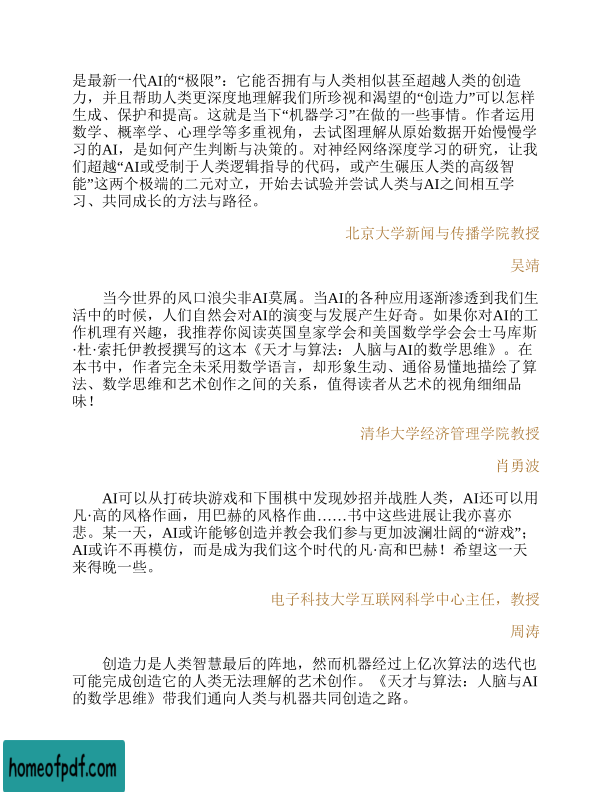 是最新一代AI的“极限”：它能否拥有与人类相似甚至超越人类的创造
力，并且帮助人类更深度地理解我们所珍视和渴望的“创造力”可以怎样
生成、保护和提高。这就是当下“机器学习”在做的一些事情。作者运用
数学、概率学、心理学等多重视角，去试图理解从原始数据开始慢慢学
习的AI，是如何产生判断与决策的。对神经网络深度学习的研究，让我
们超越“AI或受制于人类逻辑指导的代码，或产生碾压人类的高级智
能”这两个极端的二元对立，开始去试验并尝试人类与AI之间相互学
习、共同成长的方法与路径。
北京大学新闻与传播学院教授
吴靖
当今世界的风口浪尖非AI莫属。当AI的各种应用逐渐渗透到我们生
活中的时候，人们自然会对AI的演变与发展产生好奇。如果你对AI的工
作机理有兴趣，我推荐你阅读英国皇家学会和美国数学学会会士马库斯
·杜·索托伊教授撰写的这本《天才与算法：人脑与AI的数学思维》。在
本书中，作者完全未采用数学语言，却形象生动、通俗易懂地描绘了算
法、数学思维和艺术创作之间的关系，值得读者从艺术的视角细细品
味！
清华大学经济管理学院教授
肖勇波
AI可以从打砖块游戏和下围棋中发现妙招并战胜人类，AI还可以用
凡·高的风格作画，用巴赫的风格作曲……书中这些进展让我亦喜亦
悲。某一天，AI或许能够创造并教会我们参与更加波澜壮阔的“游戏”；
AI或许不再模仿，而是成为我们这个时代的凡·高和巴赫！希望这一天
来得晚一些。
电子科技大学互联网科学中心主任，教授
周涛
创造力是人类智慧最后的阵地，然而机器经过上亿次算法的迭代也
可能完成创造它的人类无法理解的艺术创作。《天才与算法：人脑与AI
的数学思维》带我们通向人类与机器共同创造之路。
homeofpdf.com